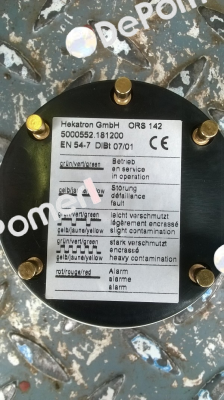 DePo
Hekatron GmbH ORS 142
5000552.181200
EN 54-7 DIBt 07/01
CE
grün/vert/green
Betrieb
en service
in operation
gelb/jaune/yellow
Störung
défaillance
fault
grün/vert/green
gelb/jaune/yellow
leicht verschmutzt
légèrement encrassé
slight contamination
grün/vert/green
gelb/jaune/yellow
stark verschmutzt
encrassé
heavy contamination
rot/rouge/red
Alarm
alarme
alarm